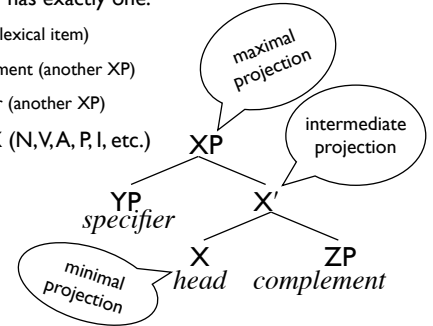 has exactly one:
lexical item)
ment (another XP)
r (another XP)
(N, V, A, P, I, etc.)
maximal
projection
XP
intermediate
projection
YP
specifier
X′
X
head
ZP
complement
minimal
projection